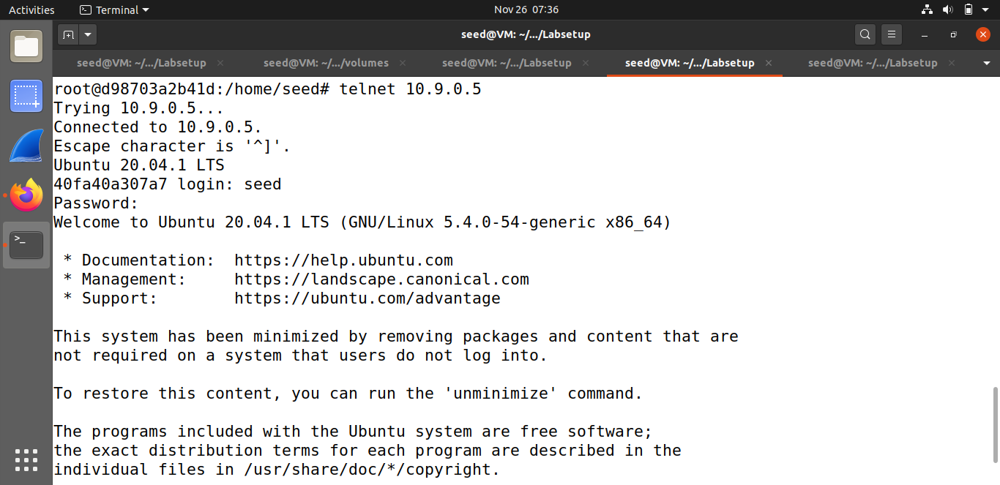 Activities Terminal Nov 26 07:36
seed@VM: ~/.../Labsetup
seed@VM: ~/.../Labsetup seed@VM: ~/.../volumes seed@VM: ~/.../Labsetup seed@VM: ~/.../Labsetup seed@VM: ~/.../Labsetup
root@d98703a2b41d:/home/seed# telnet 10.9.0.5
Trying 10.9.0.5...
Connected to 10.9.0.5.
Escape character is '^]'.
Ubuntu 20.04.1 LTS
40fa40a307a7 login: seed
Password:
Welcome to Ubuntu 20.04.1 LTS (GNU/Linux 5.4.0-54-generic x86_64)
* Documentation: https://help.ubuntu.com
* Management: https://landscape.canonical.com
* Support: https://ubuntu.com/advantage
This system has been minimized by removing packages and content that are
not required on a system that users do not log into.
To restore this content, you can run the 'unminimize' command.
The programs included with the Ubuntu system are free software;
the exact distribution terms for each program are described in the
individual files in /usr/share/doc/*/copyright.